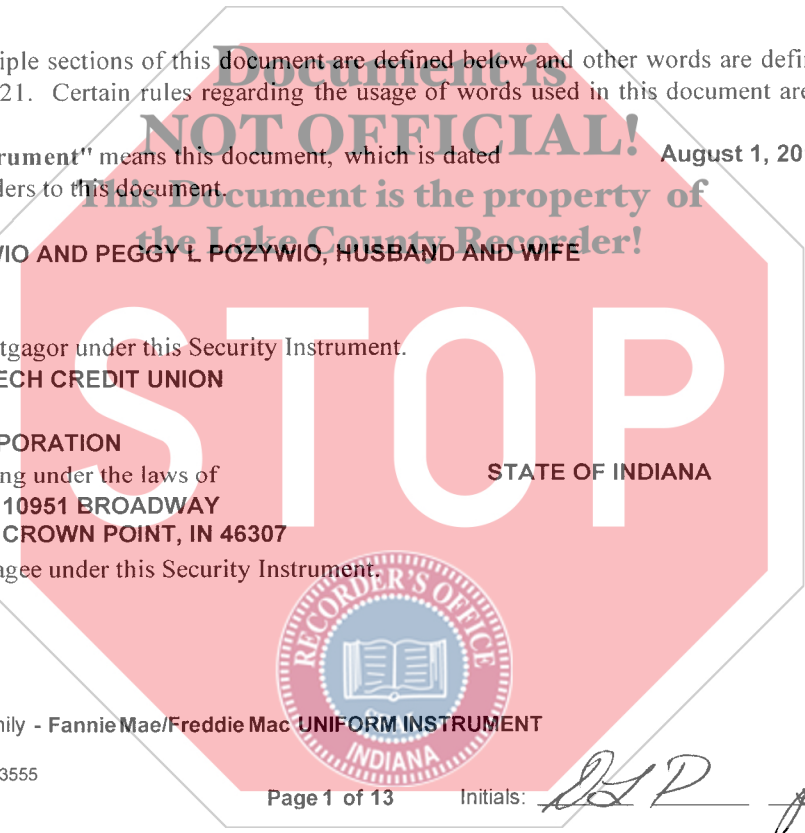 iple sections of this document are defined below and other words are defi
21. Certain rules regarding the usage of words used in this document are
Document is
NOT OFFICIAL!
This Document is the property of
the Lake County Recorder!
rument" means this document, which is dated August 1, 20
ders to this document.
IO AND PEGGY L POZYWIO, HUSBAND AND WIFE
STOP
tgagor under this Security Instrument.
ECH CREDIT UNION
PORATION
ng under the laws of STATE OF INDIANA
10951 BROADWAY
CROWN POINT, IN 46307
agee under this Security Instrument.
RECORDER'S OFFICE
SEAL
INDIANA
nily - Fannie Mae/Freddie Mac UNIFORM INSTRUMENT
3555
Page 1 of 13 Initials: DLP